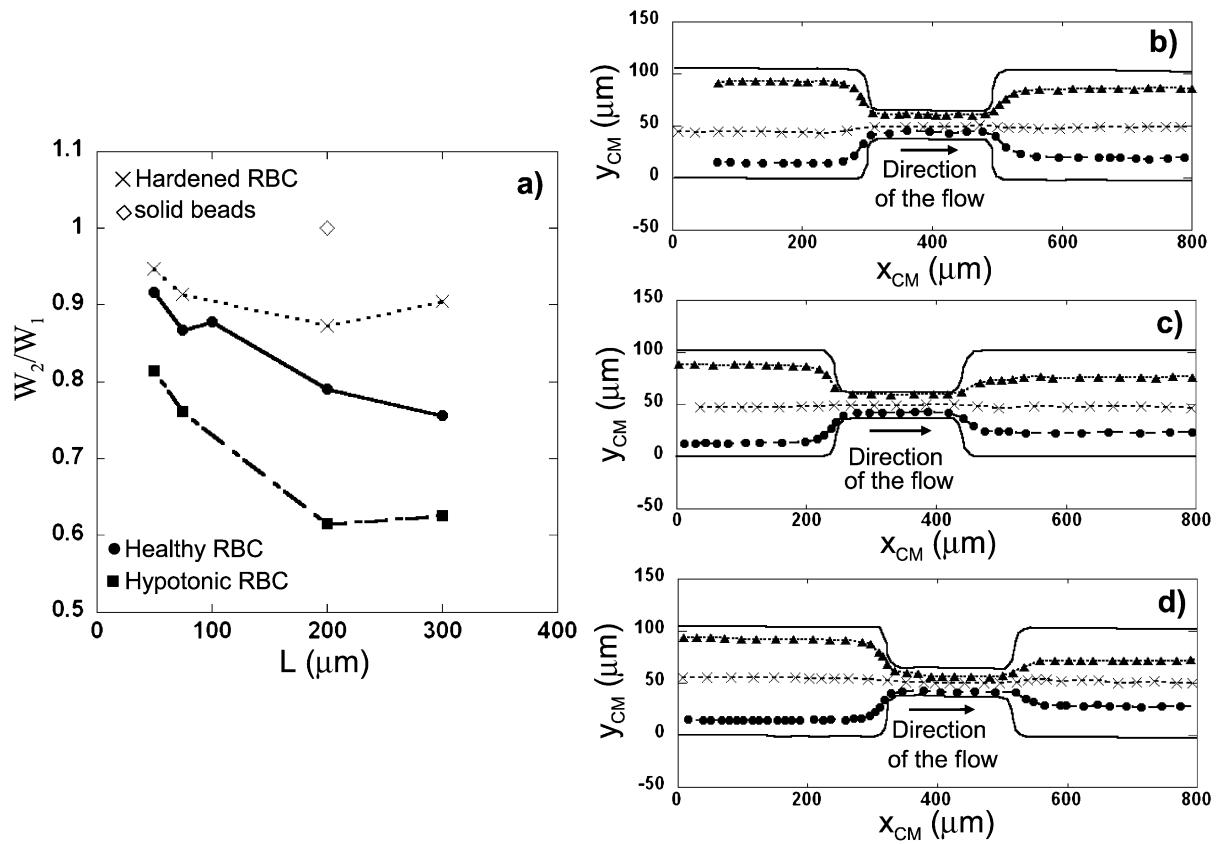 a)
1.1
1
0.9
0.8
0.7
0.6
0.5
W2/W1
Hardened RBC
solid beads
Healthy RBC
Hypotonic RBC
0
100
200
300
400
L (μm)
b)
150
100
50
0
-50
yCM (μm)
Direction
of the flow
0
200
400
600
800
xCM (μm)
c)
150
100
50
0
-50
yCM (μm)
Direction
of the flow
0
200
400
600
800
xCM (μm)
d)
150
100
50
0
-50
yCM (μm)
Direction
of the flow
0
200
400
600
800
xCM (μm)